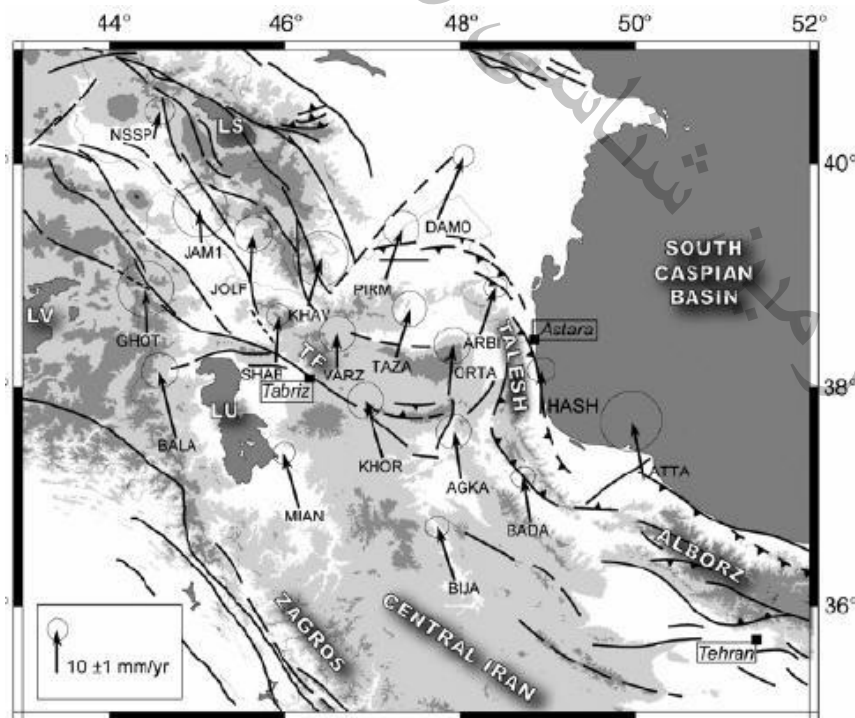 44° 46° 48° 50° 52°
40°
38°
36°
NSSP
LS
JAM1
JOLF
KHAV
PIRM
DAMO
SOUTH
CASPIAN
BASIN
LV
GHOT
SHAB
TF
VARZ
TAZA
ORTA
ARBI
TALESH
Astara
Tabriz
LU
BALA
MIAN
KHOR
AGKA
HASH
BADA
ATTA
BIJA
ALBORZ
ZAGROS
CENTRAL IRAN
Tehran
10 ±1 mm/yr